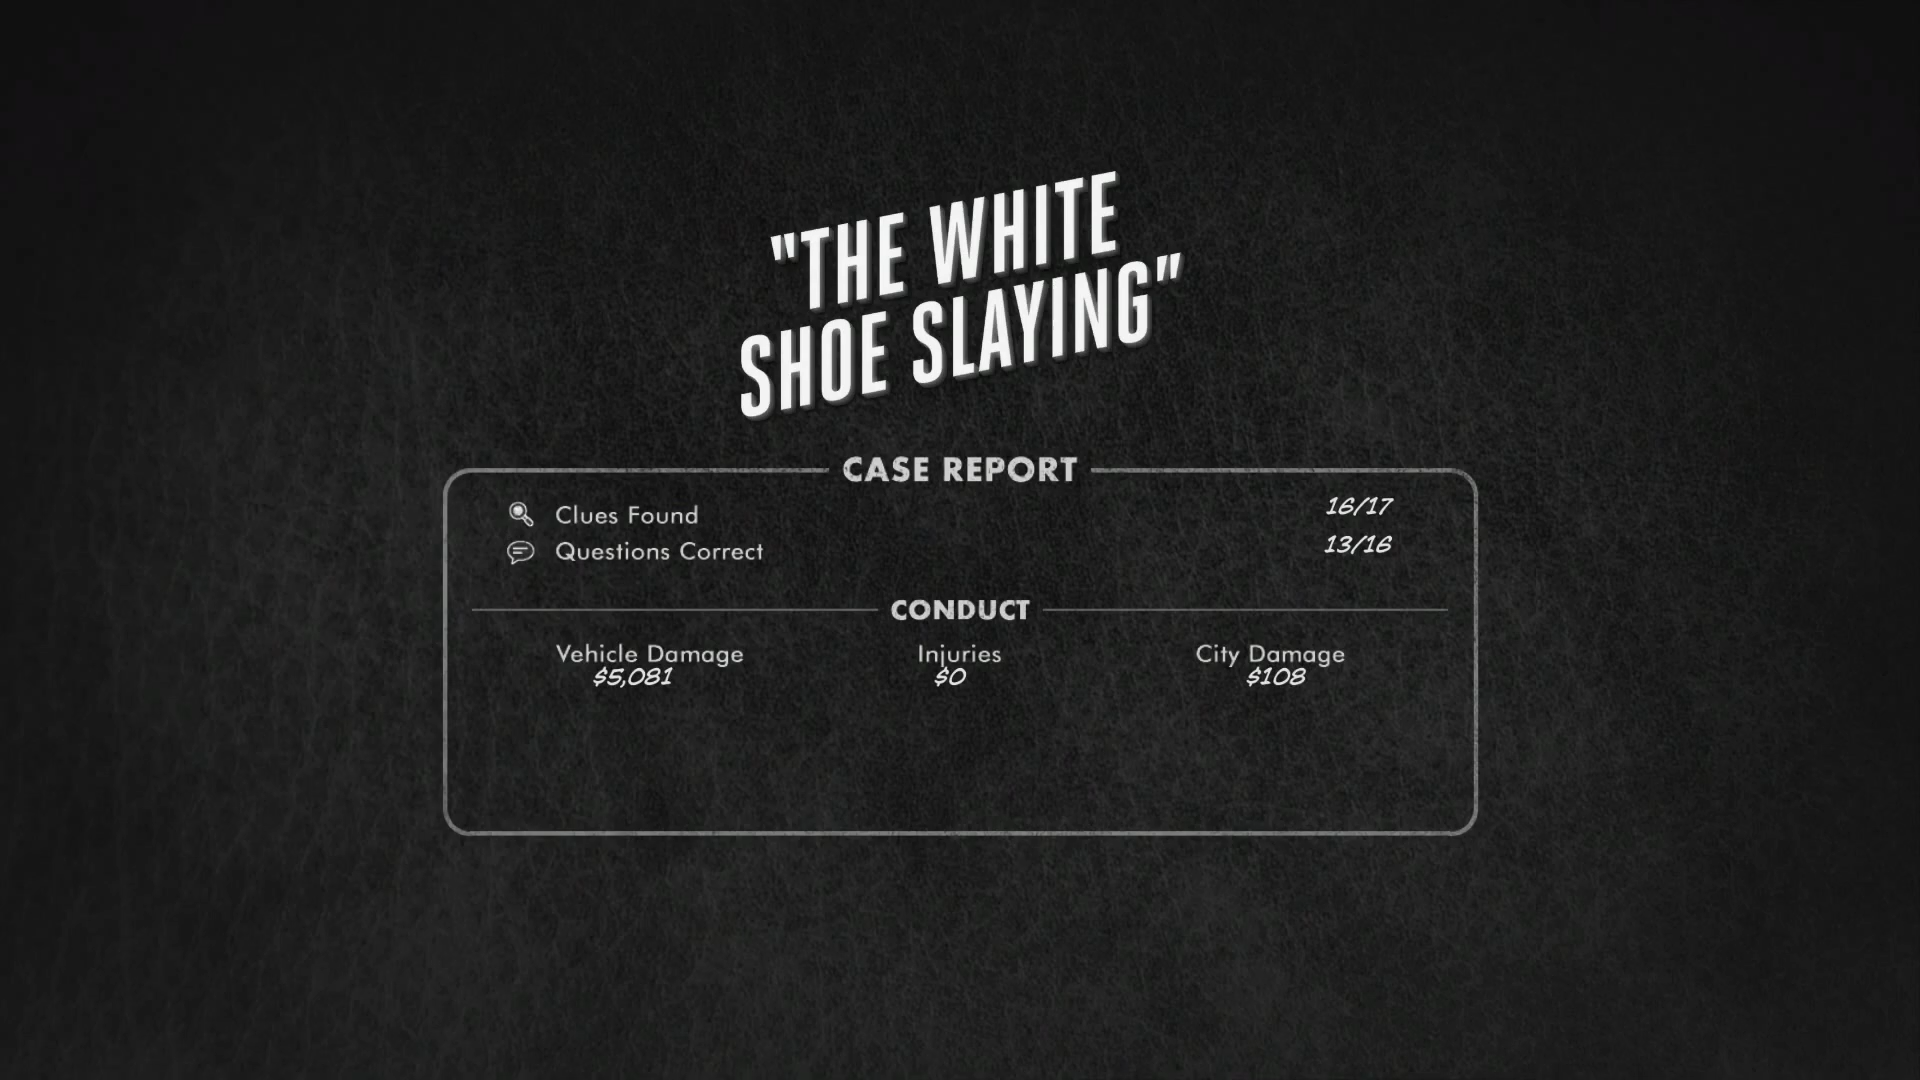 "THE WHITE
SHOE SLAYING"
CASE REPORT
Clues Found 16/17
Questions Correct 13/16
CONDUCT
Vehicle Damage Injuries City Damage
$5,081 $0 $108